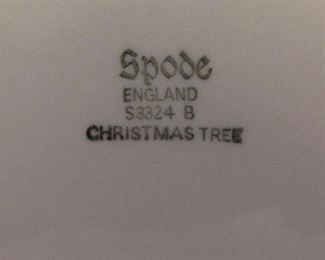 Spode
ENGLAND
S3324 B
CHRISTMAS TREE